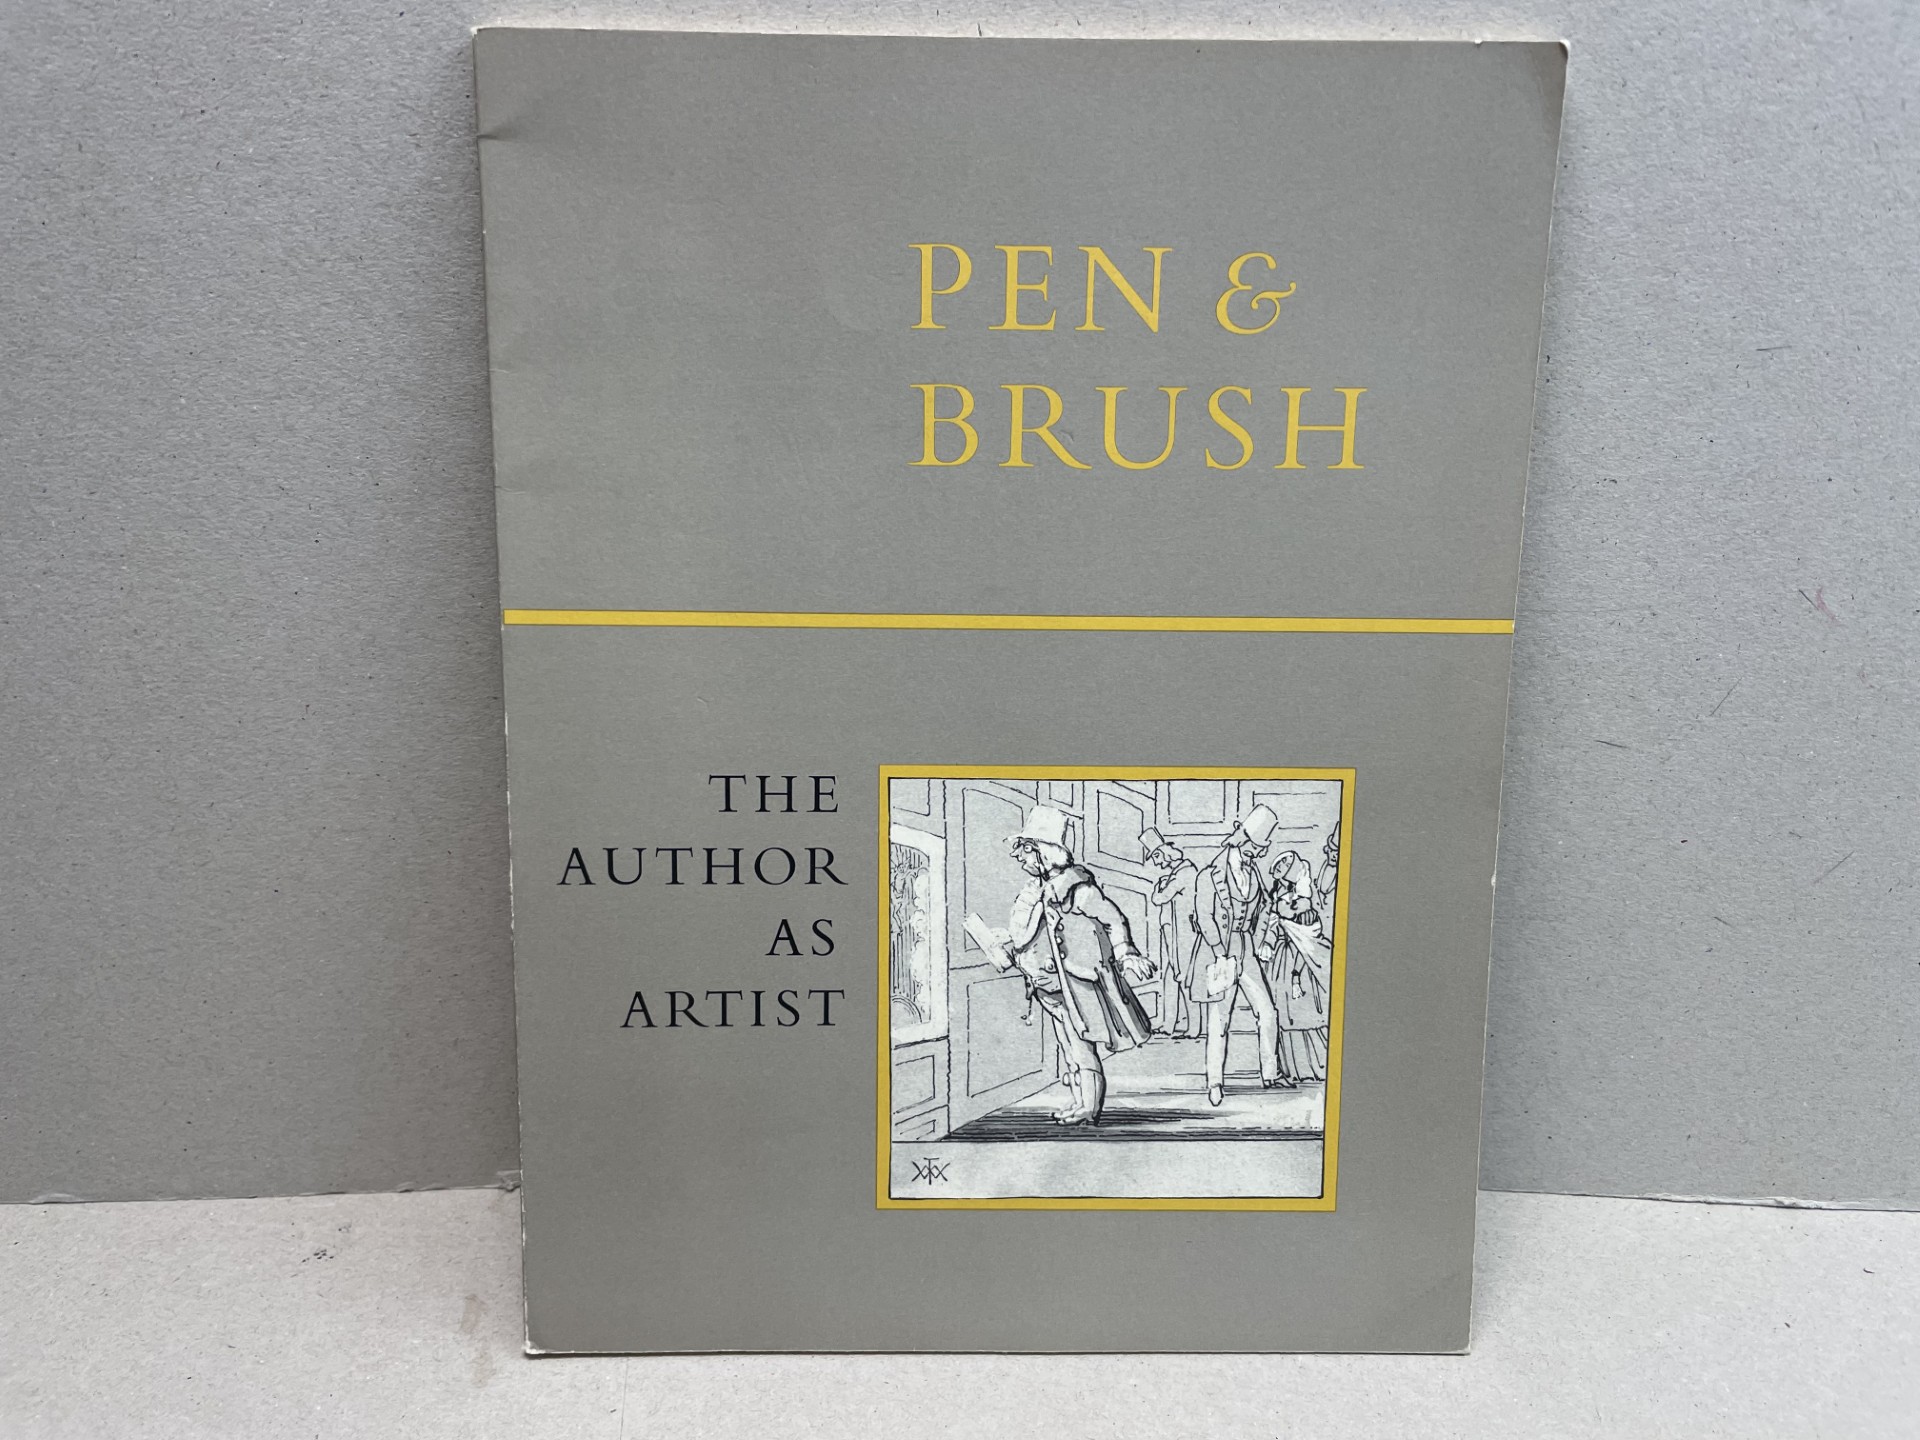 PEN &
BRUSH
THE
AUTHOR
AS
ARTIST